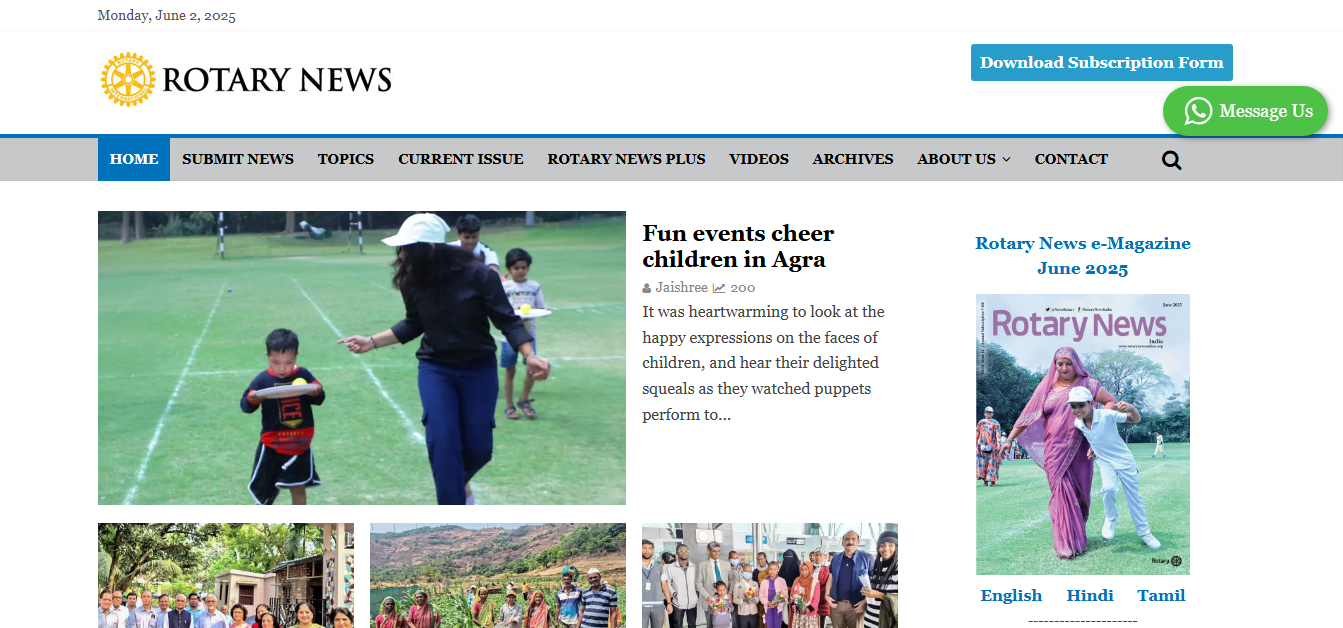 Monday, June 2, 2025
ROTARY NEWS
Download Subscription Form
Message Us
HOME SUBMIT NEWS TOPICS CURRENT ISSUE ROTARY NEWS PLUS VIDEOS ARCHIVES ABOUT US CONTACT
Fun events cheer
children in Agra
Jaishree 200
It was heartwarming to look at the
happy expressions on the faces of
children, and hear their delighted
squeals as they watched puppets
perform to...
Rotary News e-Magazine
June 2025
June 2025
Rotary News
India
www.rotarynewsonline.org
Rotary
English Hindi Tamil
---------------------